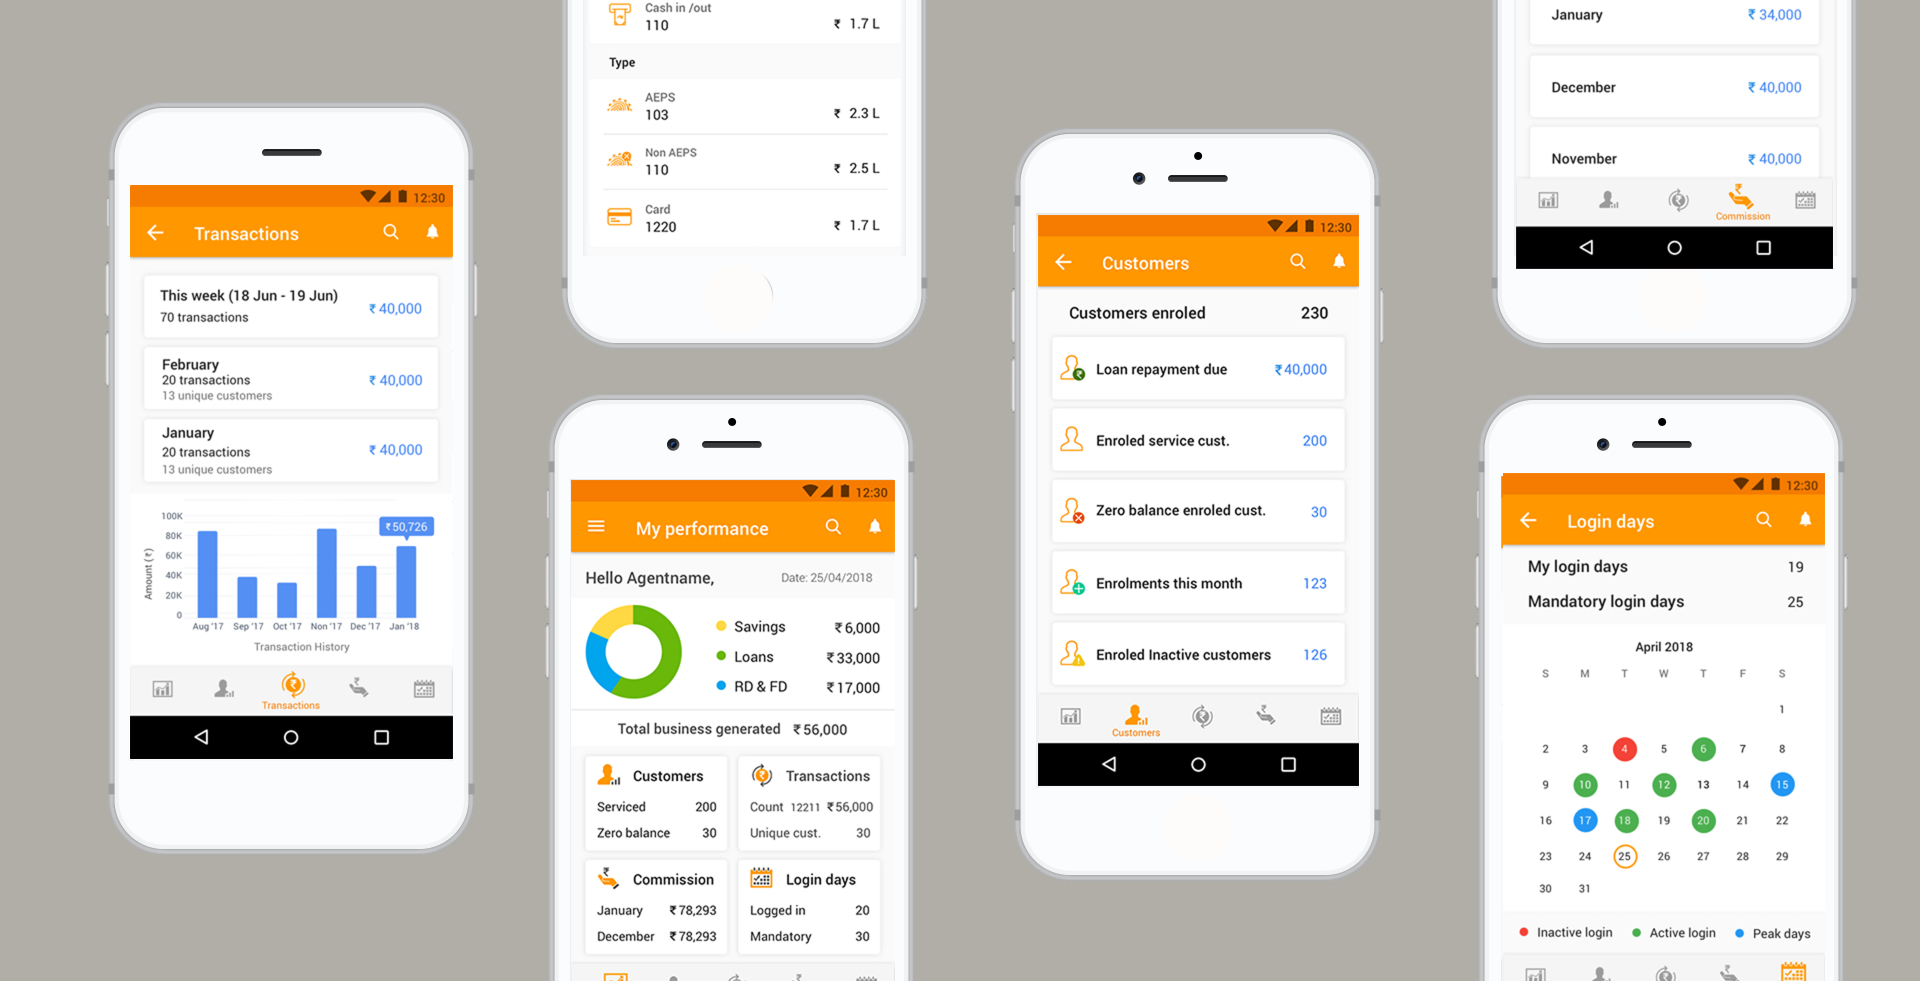 12:30
Transactions
This week (18 Jun - 19 Jun)
70 transactions
₹ 40,000
February
20 transactions
13 unique customers
₹ 40,000
January
20 transactions
13 unique customers
₹ 40,000
Amount (₹)
100K
80K
60K
40K
20K
0
₹ 50,726
Aug '17 Sep '17 Oct '17 Nov '17 Dec '17 Jan '18
Transaction History
Transactions
Cash in /out
110 ₹ 1.7 L
Type
AEPS
103 ₹ 2.3 L
Non AEPS
110 ₹ 2.5 L
Card
1220 ₹ 1.7 L
12:30
My performance
Hello Agentname, Date: 25/04/2018
Savings ₹ 6,000
Loans ₹ 33,000
RD & FD ₹ 17,000
Total business generated ₹ 56,000
Customers
Serviced 200
Zero balance 30
Transactions
Count 12211 ₹ 56,000
Unique cust. 30
Commission
January ₹ 78,293
December ₹ 78,293
Login days
Logged in 20
Mandatory 30
12:30
Customers
Customers enroled 230
Loan repayment due ₹ 40,000
Enroled service cust. 200
Zero balance enroled cust. 30
Enrolments this month 123
Enroled Inactive customers 126
Customers
January ₹ 34,000
December ₹ 40,000
November ₹ 40,000
Commission
12:30
Login days
My login days 19
Mandatory login days 25
April 2018
S M T W T F S
1
2 3 4 5 6 7 8
9 10 11 12 13 14 15
16 17 18 19 20 21 22
23 24 25 26 27 28 29
30 31
Inactive login Active login Peak days